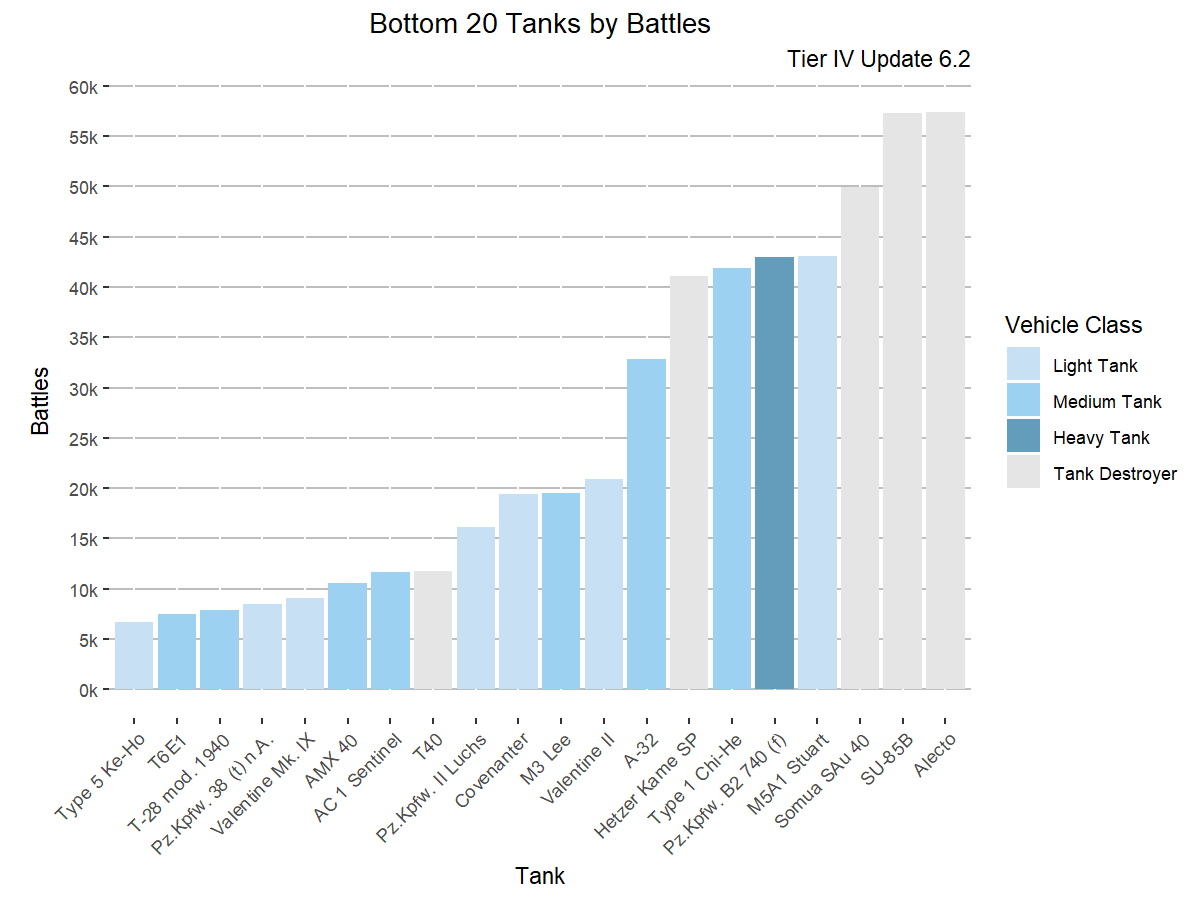 Bottom 20 Tanks by Battles
Tier IV Update 6.2
60k
55k
50k
45k
40k
35k
30k
25k
20k
15k
10k
5k
0k
Battles
Type 5 Ke-Ho
T6E1
T-28 mod. 1940
Pz.Kpfw. 38 (t) n.A.
Valentine Mk. IX
AMX 40
AC 1 Sentinel
T40
Pz.Kpfw. II Luchs
Covenanter
M3 Lee
Valentine II
A-32
Hetzer Kame SP
Type 1 Chi-He
Pz.Kpfw. B2 740 (f)
M5A1 Stuart
Somua SAu 40
SU-85B
Alecto
Tank
Vehicle Class
Light Tank
Medium Tank
Heavy Tank
Tank Destroyer